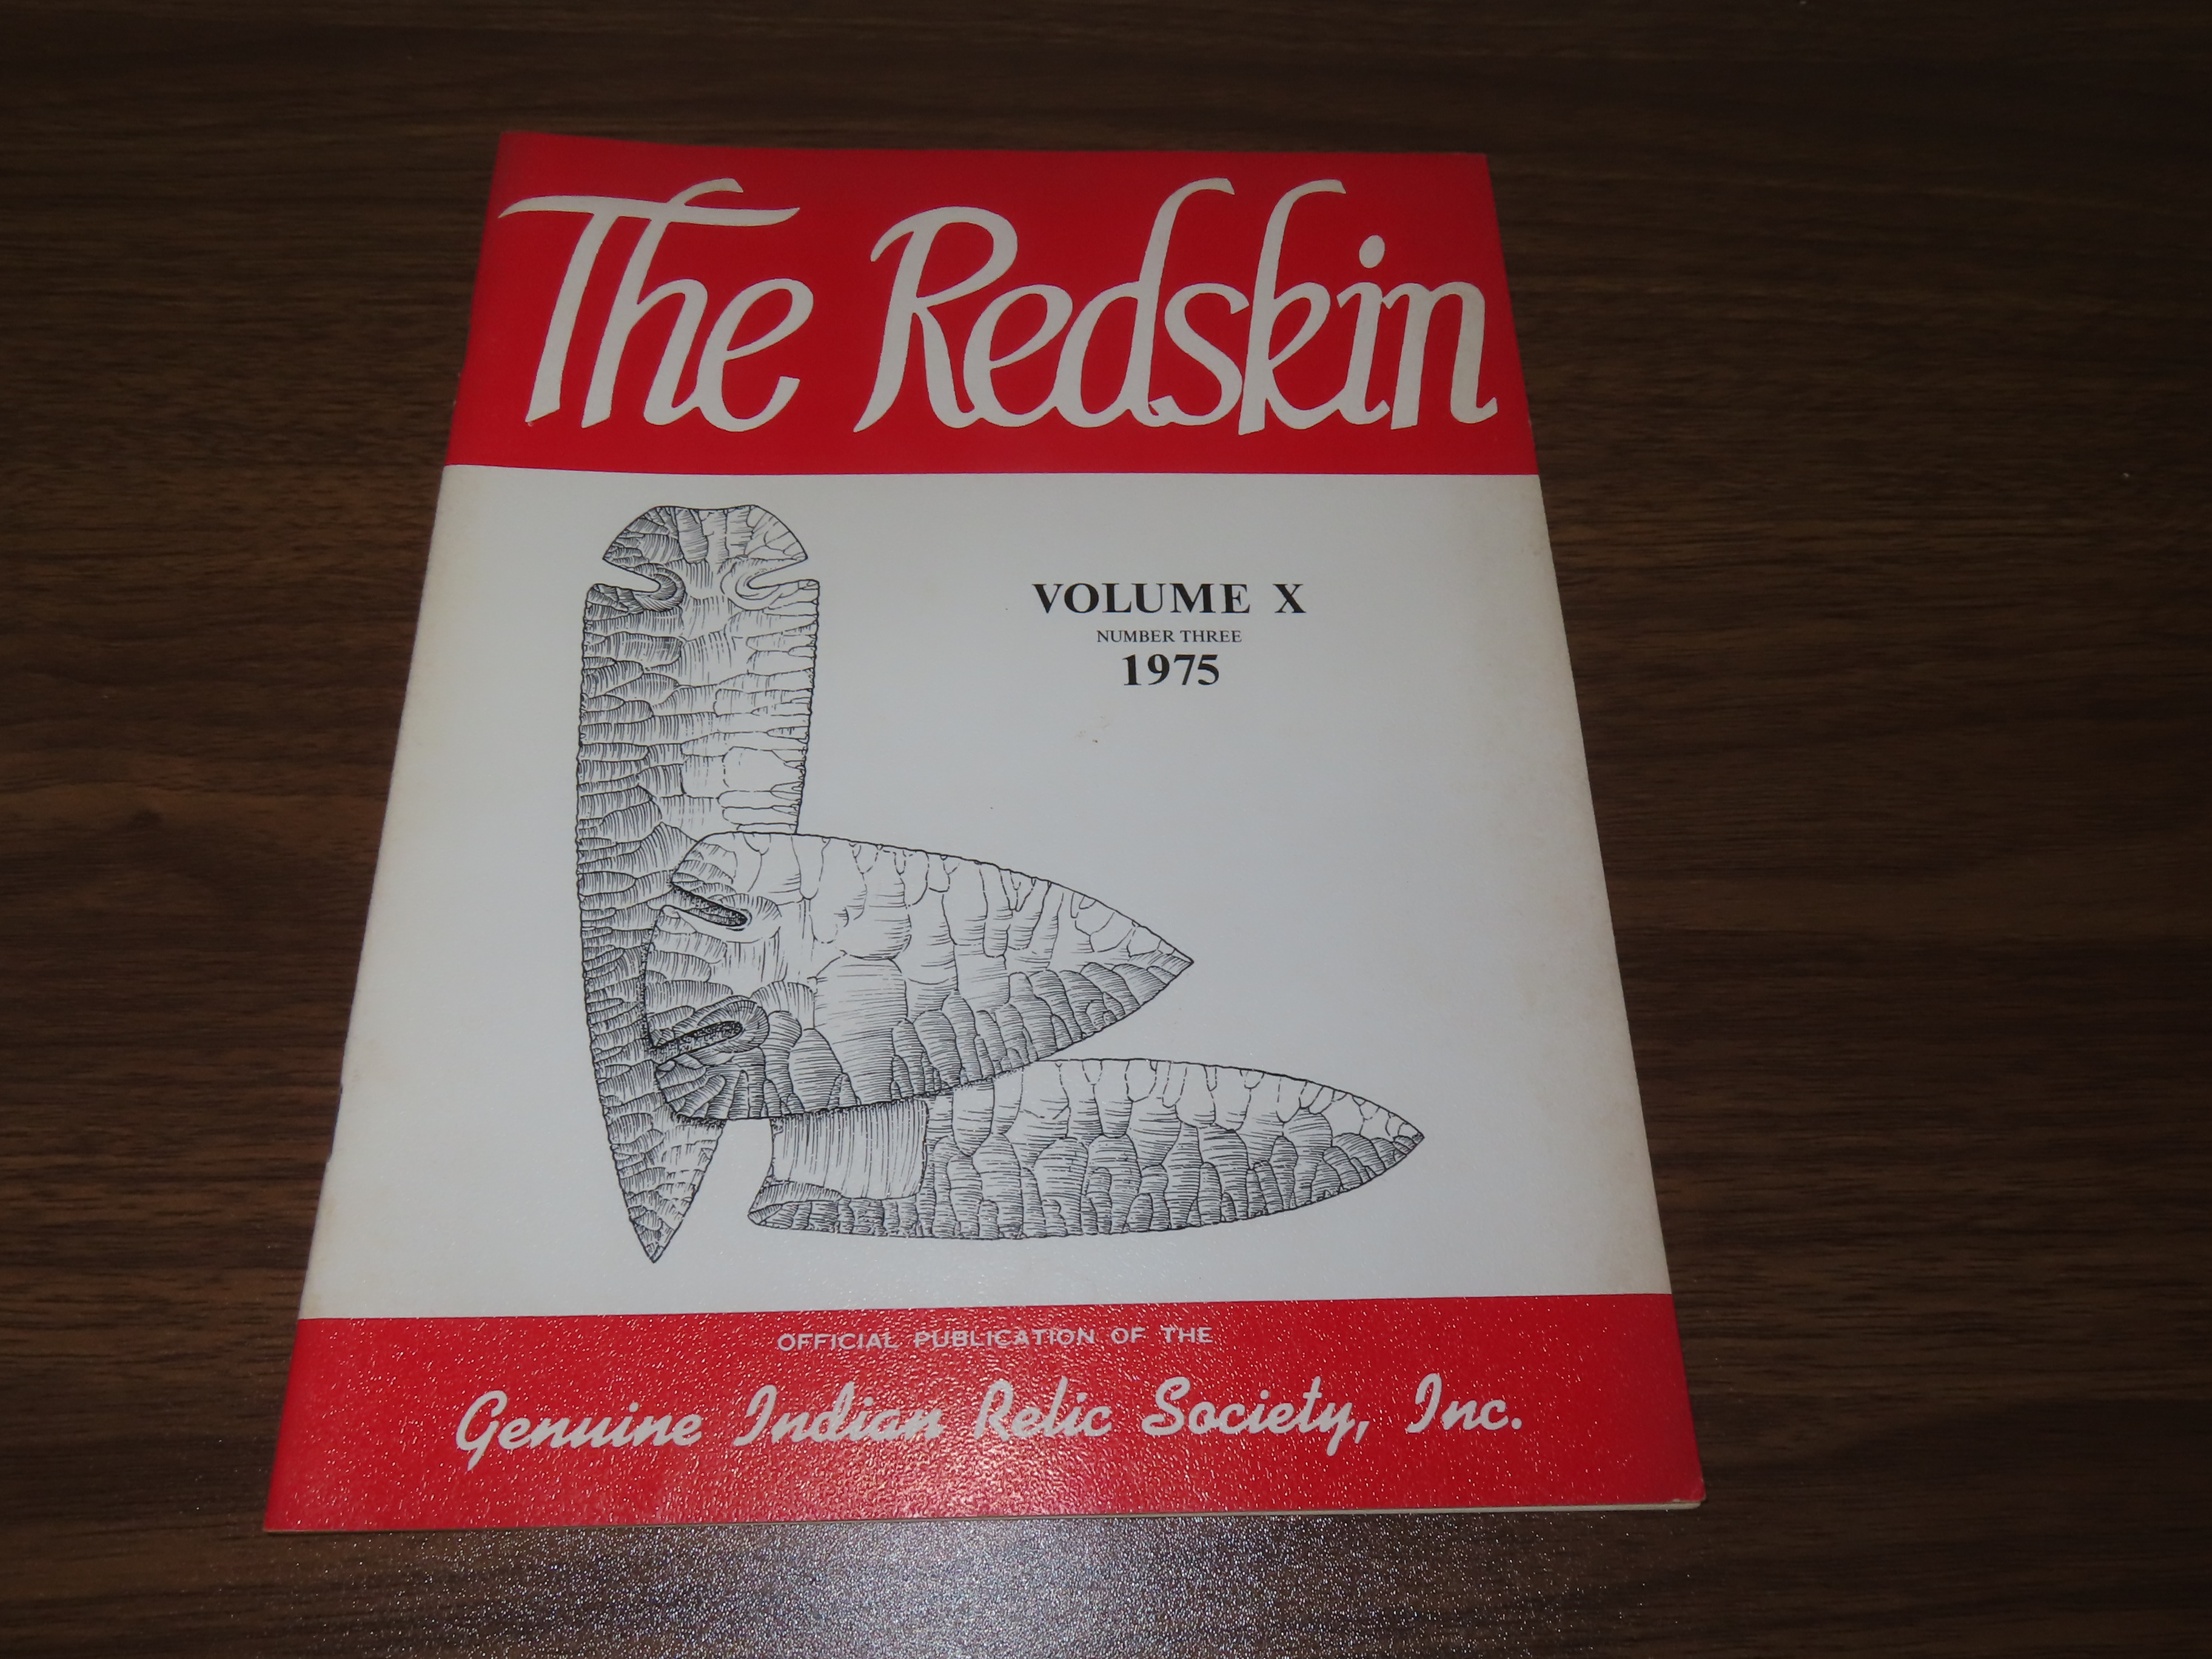 The Redskin
VOLUME X
NUMBER THREE
1975
OFFICIAL PUBLICATION OF THE
Genuine Indian Relic Society, Inc.